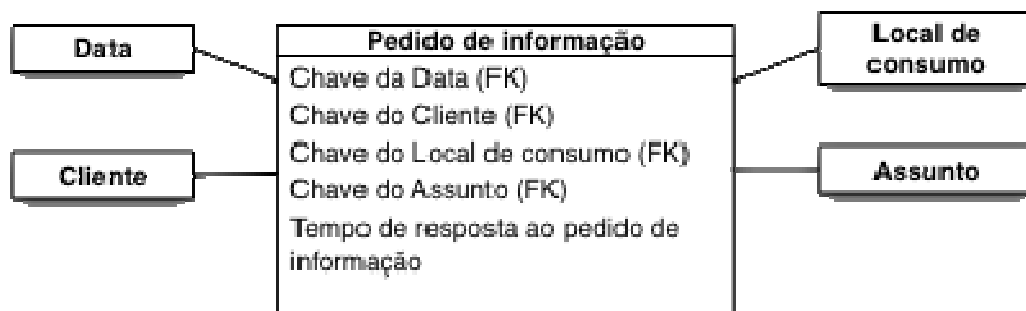 Data
Cliente
Pedido de informação
Chave da Data (FK)
Chave do Cliente (FK)
Chave do Local de consumo (FK)
Chave do Assunto (FK)
Tempo de resposta ao pedido de
informação
Local de
consumo
Assunto